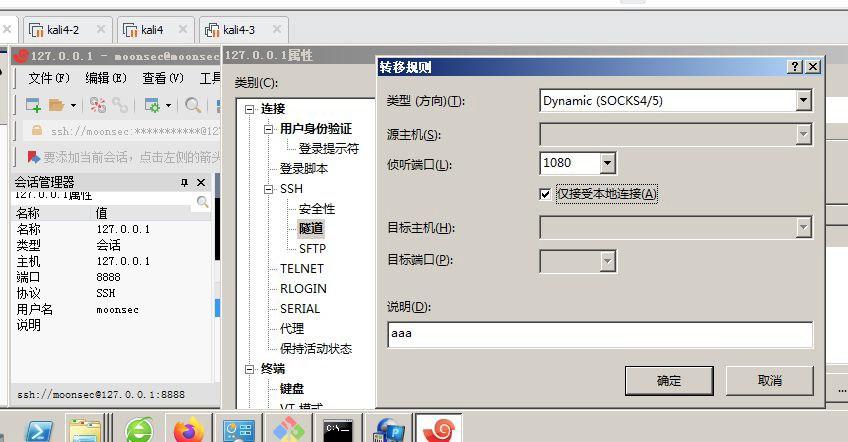 kali4-2
kali4
kali4-3
127.0.0.1 - moonsec@moonsec
127.0.0.1属性
文件(F) 编辑(E) 查看(V) 工具
ssh://moonsec:***********@12
要添加当前会话，点击左侧的箭头
会话管理器
127.0.0.1属性
名称 值
名称 127.0.0.1
类型 会话
主机 127.0.0.1
端口 8888
协议 SSH
用户名 moonsec
说明
ssh://moonsec@127.0.0.1:8888
类别(C):
连接
用户身份验证
登录提示符
登录脚本
SSH
安全性
隧道
SFTP
TELNET
RLOGIN
SERIAL
代理
保持活动状态
终端
键盘
VT 模式
转移规则
类型 (方向)(T): Dynamic (SOCKS4/5)
源主机(S):
侦听端口(L): 1080
仅接受本地连接(A)
目标主机(H):
目标端口(P):
说明(D):
aaa
确定 取消
...
C:\